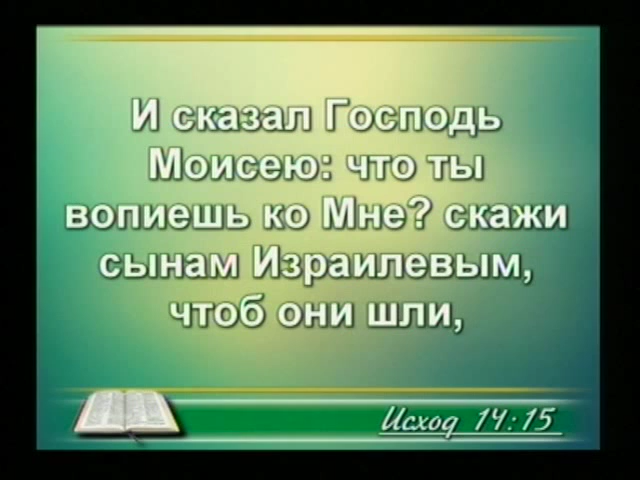 И сказал Господь
Моисею: что ты
вопиешь ко Мне? скажи
сынам Израилевым,
чтоб они шли,
Исход 14:15